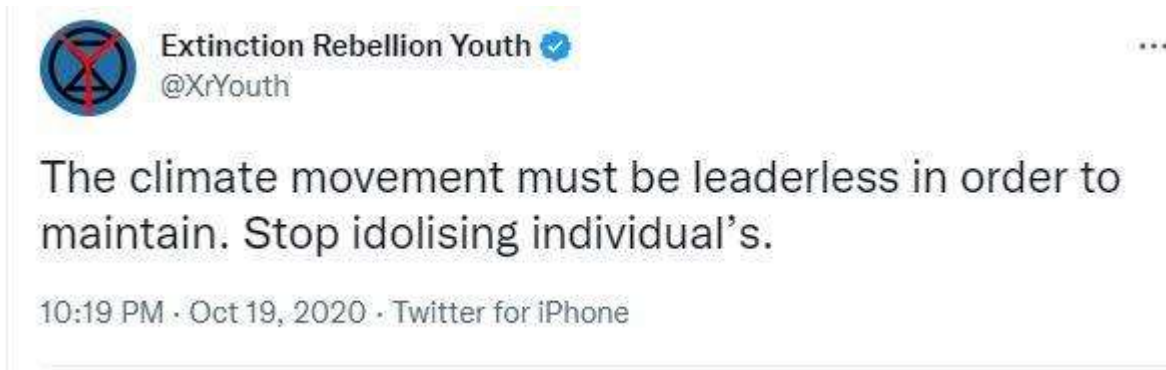 Extinction Rebellion Youth
@XrYouth
The climate movement must be leaderless in order to
maintain. Stop idolising individual’s.
10:19 PM · Oct 19, 2020 · Twitter for iPhone